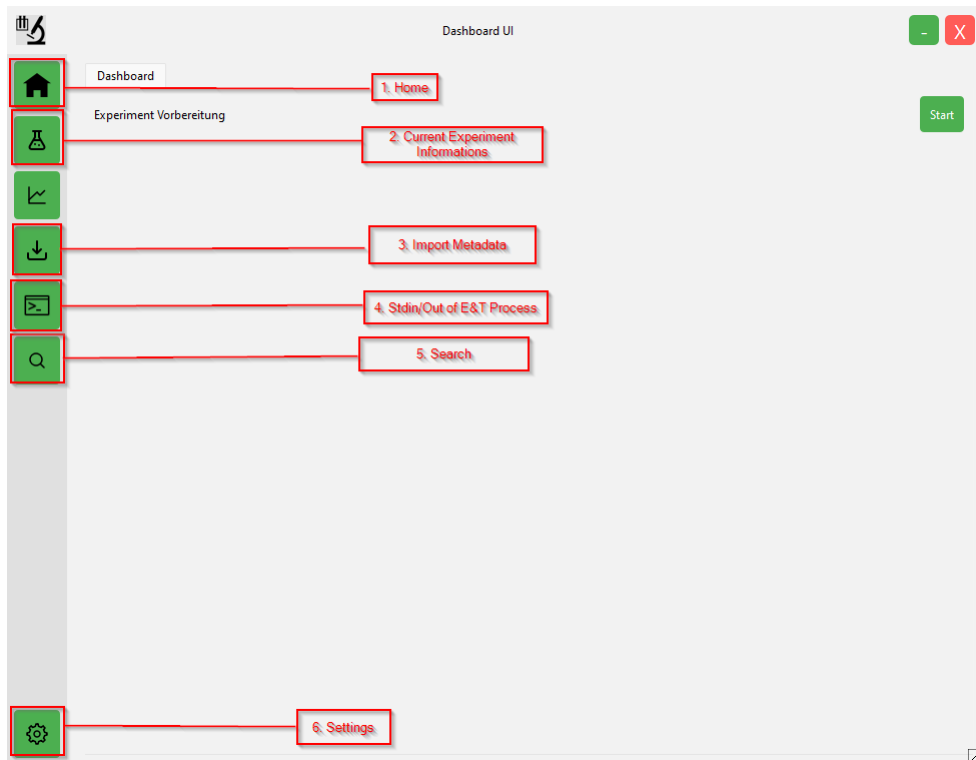 Dashboard UI
-
X
Dashboard
1. Home
Experiment Vorbereitung
Start
2. Current Experiment
Informations
3. Import Metadata
>_
4. Stdin/Out of E&T Process
5. Search
6. Settings